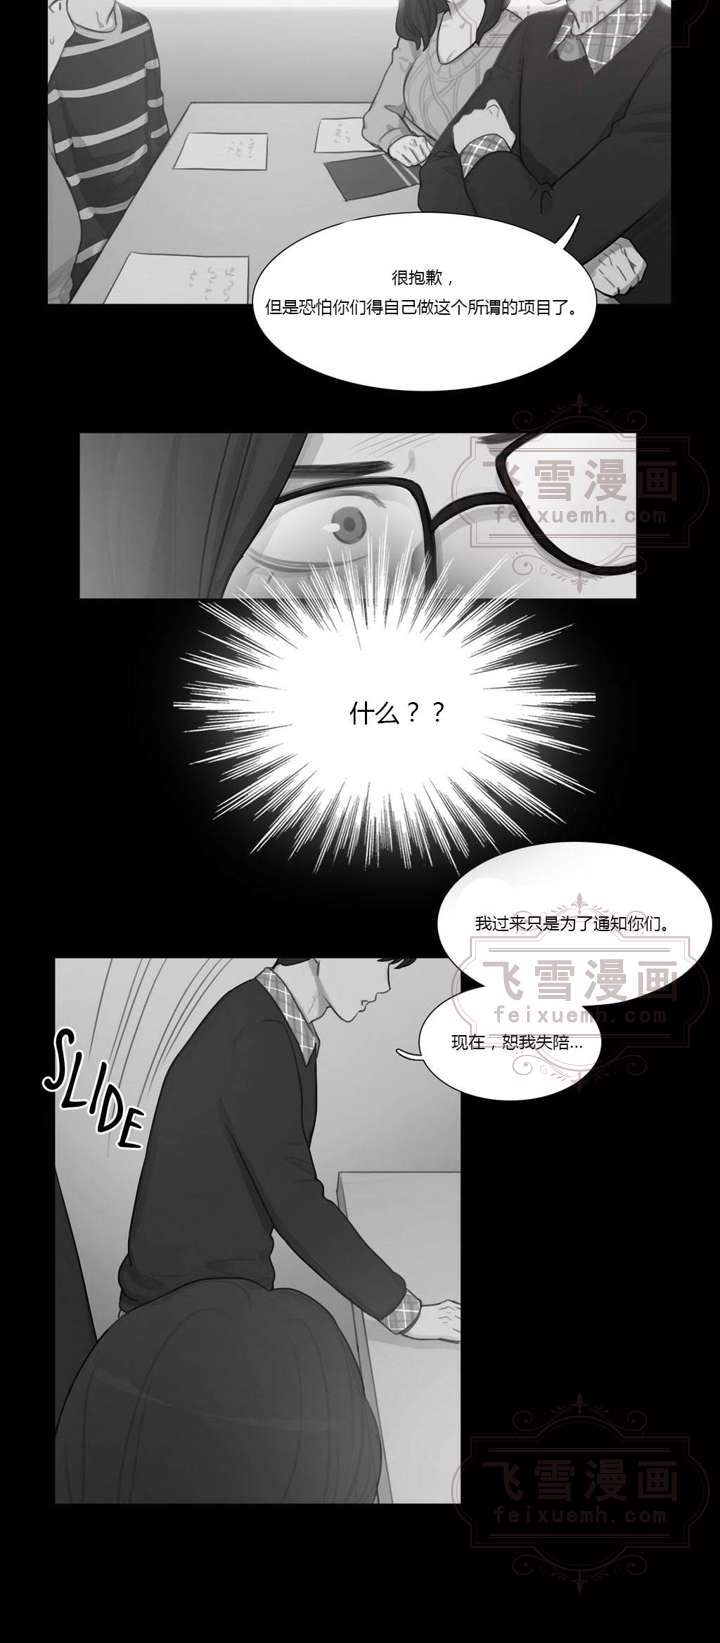 feixuemh.com
很抱歉，
但是恐怕你们得自己做这个所谓的项目了。
飞雪漫画
feixuemh.com
什么？？
我过来只是为了通知你们。
飞雪漫画
feixuemh.com
现在，恕我失陪...
SLIDE
飞雪漫画
feixuemh.com